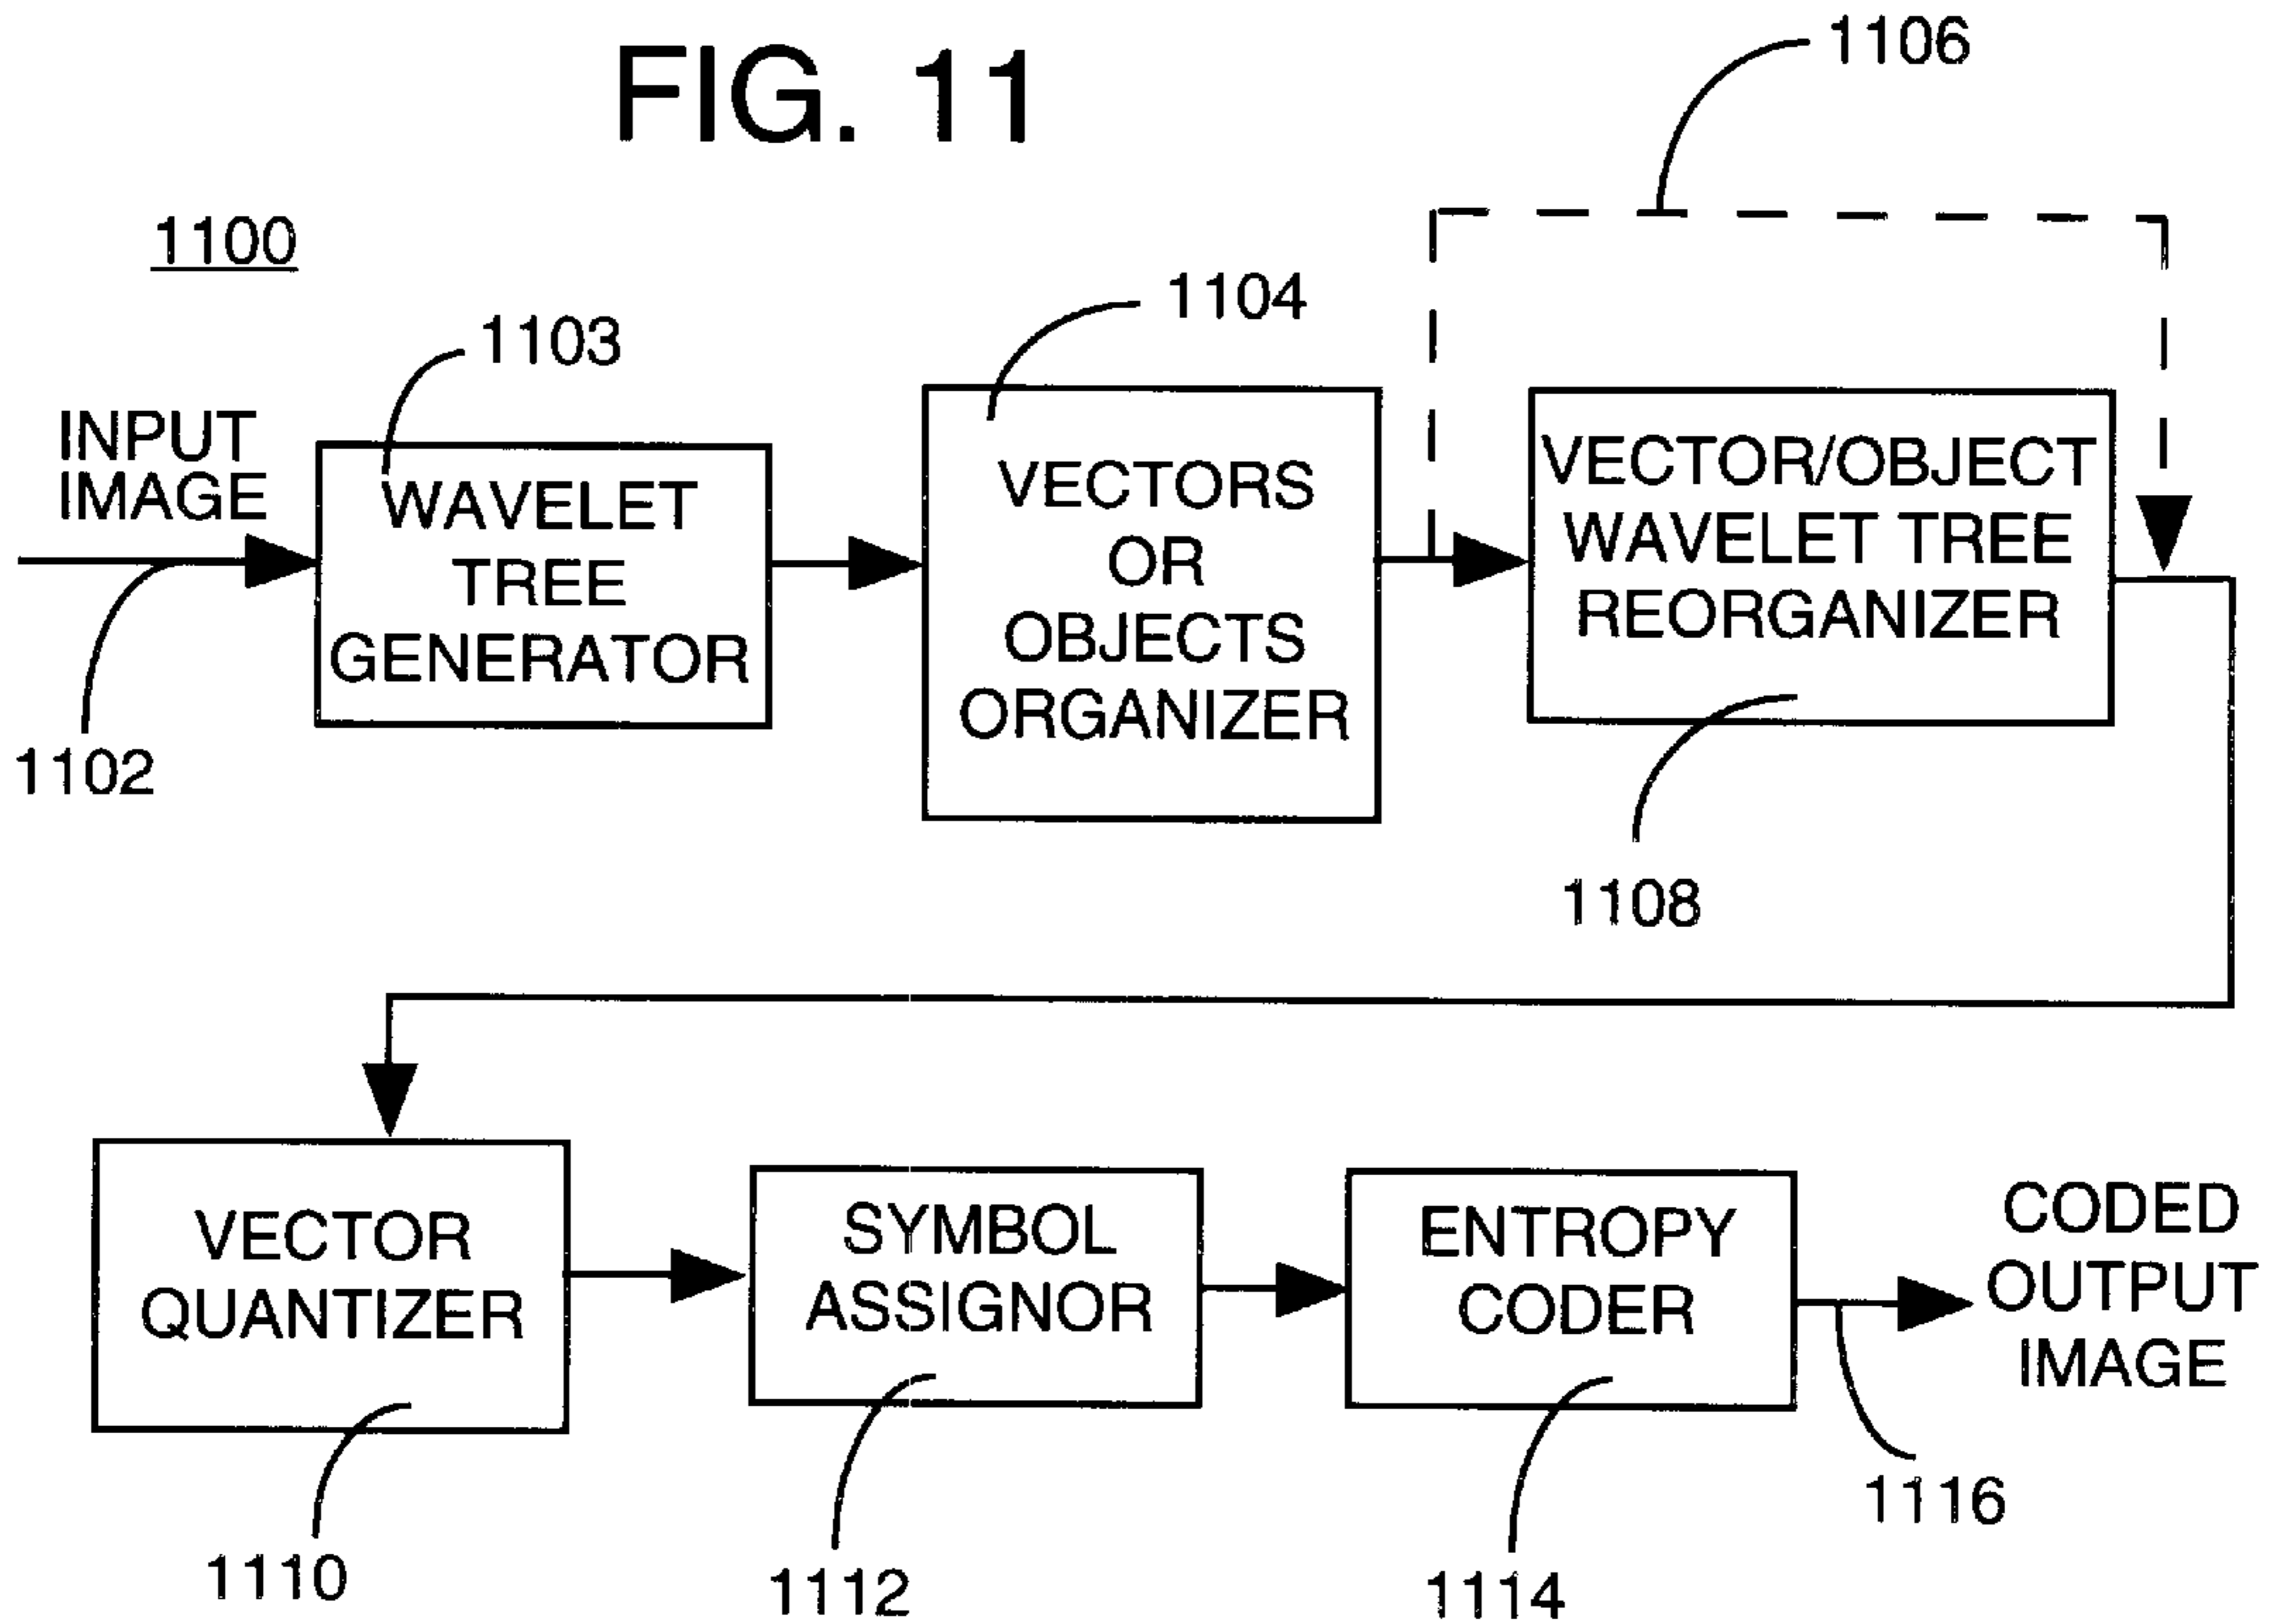 FIG. 11
1106
1100
1104
1103
INPUT
IMAGE
WAVELET
TREE
GENERATOR
VECTORS
OR
OBJECTS
ORGANIZER
VECTOR/OBJECT
WAVELET TREE
REORGANIZER
1102
1108
VECTOR
QUANTIZER
SYMBOL
ASSIGNOR
ENTROPY
CODER
CODED
OUTPUT
IMAGE
1116
1110
1112
1114